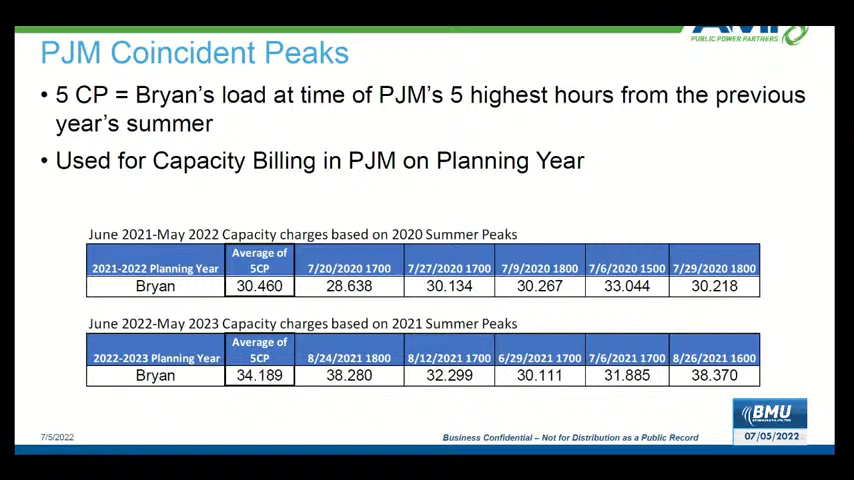 PUBLIC POWER PARTNERS
PJM Coincident Peaks
• 5 CP = Bryan's load at time of PJM's 5 highest hours from the previous
year's summer
• Used for Capacity Billing in PJM on Planning Year
June 2021-May 2022 Capacity charges based on 2020 Summer Peaks
2021-2022 Planning Year Average of 5CP 7/20/2020 1700 7/27/2020 1700 7/9/2020 1800 7/6/2020 1500 7/29/2020 1800
Bryan 30.460 28.638 30.134 30.267 33.044 30.218
June 2022-May 2023 Capacity charges based on 2021 Summer Peaks
2022-2023 Planning Year Average of 5CP 8/24/2021 1800 8/12/2021 1700 6/29/2021 1700 7/6/2021 1700 8/26/2021 1600
Bryan 34.189 38.280 32.299 30.111 31.885 38.370
BMU
7/5/2022
Business Confidential – Not for Distribution as a Public Record
07/05/2022